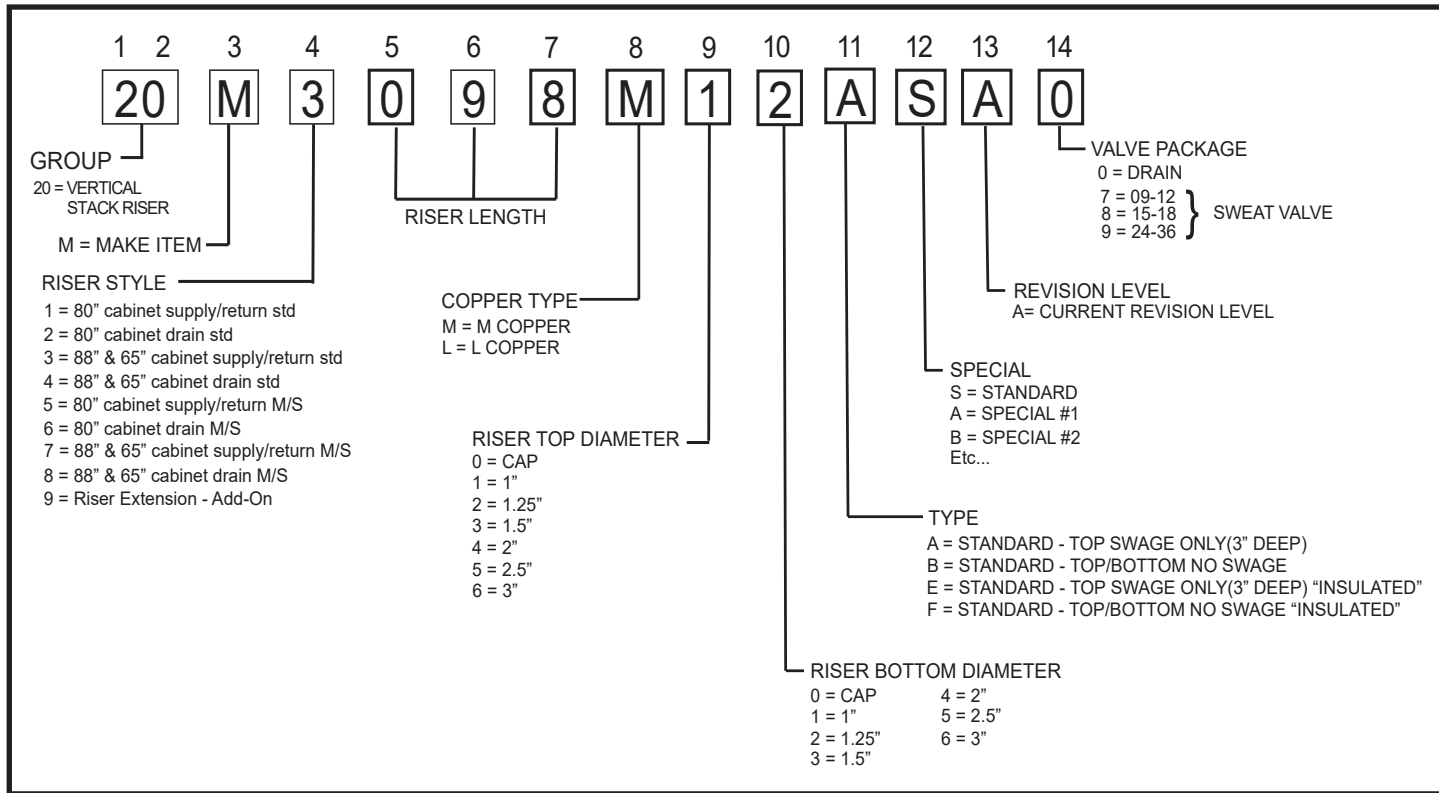 1 2 3 4 5 6 7 8 9 10 11 12 13 14
20 M 3 0 9 8 M 1 2 A S A 0
GROUP
20 = VERTICAL
STACK RISER
M = MAKE ITEM
RISER STYLE
1 = 80” cabinet supply/return std
2 = 80” cabinet drain std
3 = 88” & 65” cabinet supply/return std
4 = 88” & 65” cabinet drain std
5 = 80” cabinet supply/return M/S
6 = 80” cabinet drain M/S
7 = 88” & 65” cabinet supply/return M/S
8 = 88” & 65” cabinet drain M/S
9 = Riser Extension - Add-On
RISER LENGTH
COPPER TYPE
M = M COPPER
L = L COPPER
RISER TOP DIAMETER
0 = CAP
1 = 1”
2 = 1.25”
3 = 1.5”
4 = 2”
5 = 2.5”
6 = 3”
RISER BOTTOM DIAMETER
0 = CAP
1 = 1”
2 = 1.25”
3 = 1.5”
4 = 2”
5 = 2.5”
6 = 3”
TYPE
A = STANDARD - TOP SWAGE ONLY(3” DEEP)
B = STANDARD - TOP/BOTTOM NO SWAGE
E = STANDARD - TOP SWAGE ONLY(3” DEEP) “INSULATED”
F = STANDARD - TOP/BOTTOM NO SWAGE “INSULATED”
SPECIAL
S = STANDARD
A = SPECIAL #1
B = SPECIAL #2
Etc...
REVISION LEVEL
A= CURRENT REVISION LEVEL
VALVE PACKAGE
0 = DRAIN
7 = 09-12
8 = 15-18
9 = 24-36
} SWEAT VALVE